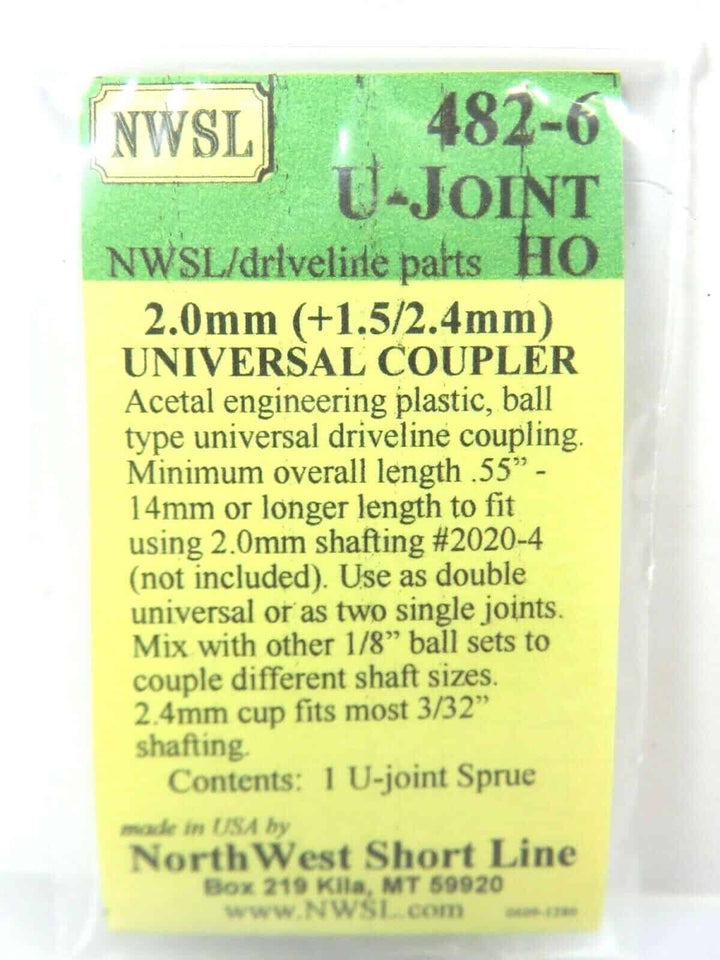 NWSL
482-6
U-JOINT
NWSL/driveline parts HO
2.0mm (+1.5/2.4mm)
UNIVERSAL COUPLER
Acetal engineering plastic, ball
type universal driveline coupling.
Minimum overall length .55” -
14mm or longer length to fit
using 2.0mm shafting #2020-4
(not included). Use as double
universal or as two single joints.
Mix with other 1/8” ball sets to
couple different shaft sizes.
2.4mm cup fits most 3/32”
shafting.
Contents: 1 U-joint Sprue
made in USA by
NorthWest Short Line
Box 219 Kila, MT 59920
www.NWSL.com